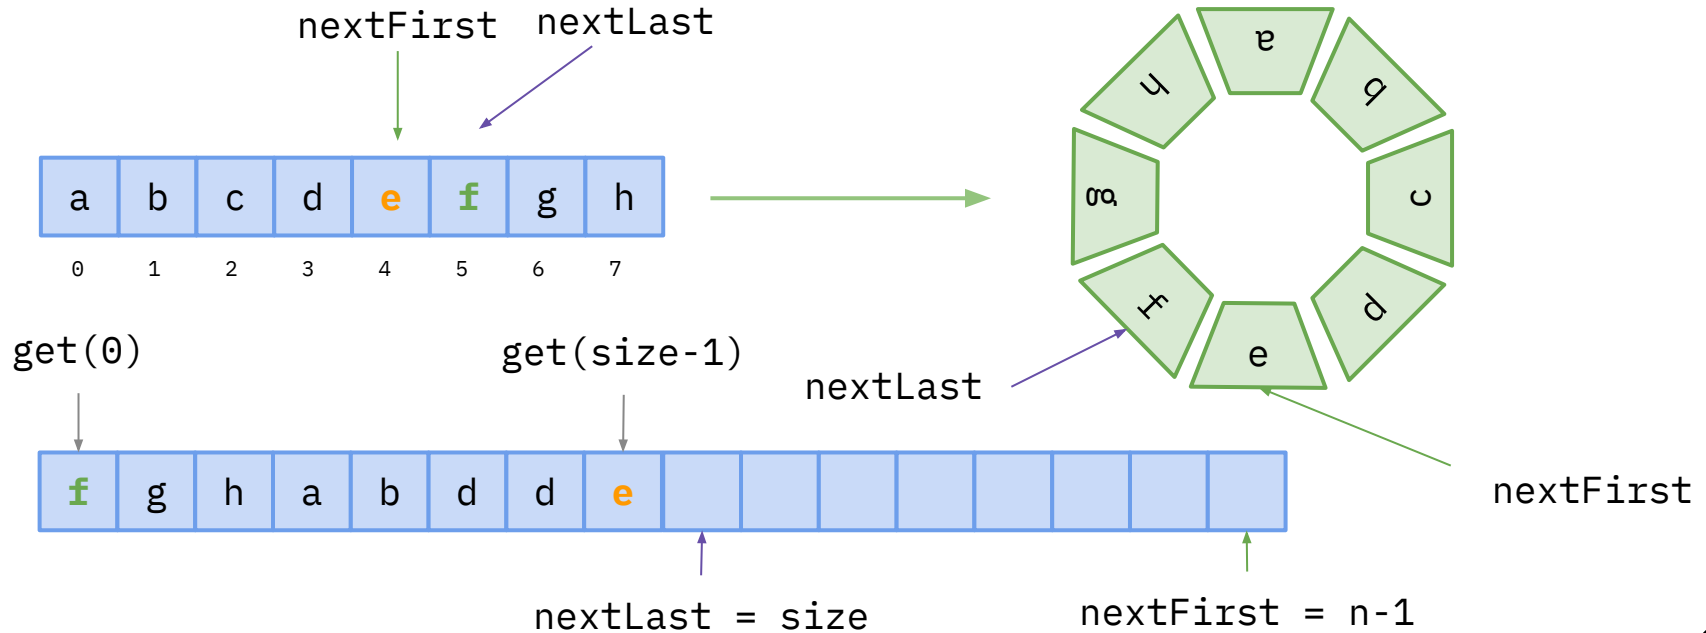 nextFirst nextLast
a b c d e f g h
0 1 2 3 4 5 6 7
a
b
c
d
e
f
g
h
nextLast
nextFirst
get(0) get(size-1)
f g h a b d d e
nextLast = size nextFirst = n-1